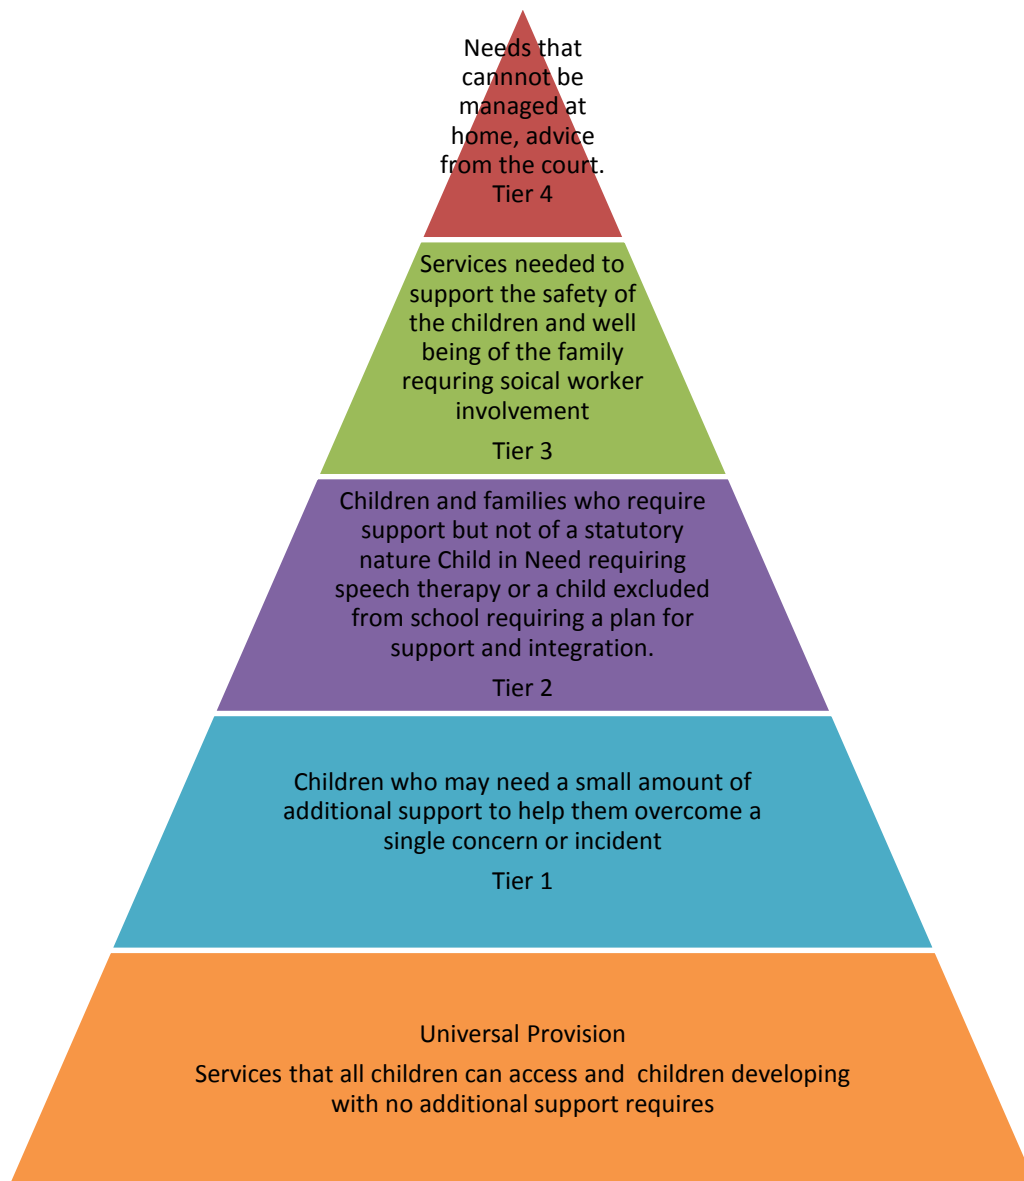 Needs that
cannnot be
managed at
home, advice
from the court.
Tier 4
Services needed to
support the safety of
the children and well
being of the family
requring soical worker
involvement
Tier 3
Children and families who require
support but not of a statutory
nature Child in Need requiring
speech therapy or a child excluded
from school requiring a plan for
support and integration.
Tier 2
Children who may need a small amount of
additional support to help them overcome a
single concern or incident
Tier 1
Universal Provision
Services that all children can access and  children developing
with no additional support requires